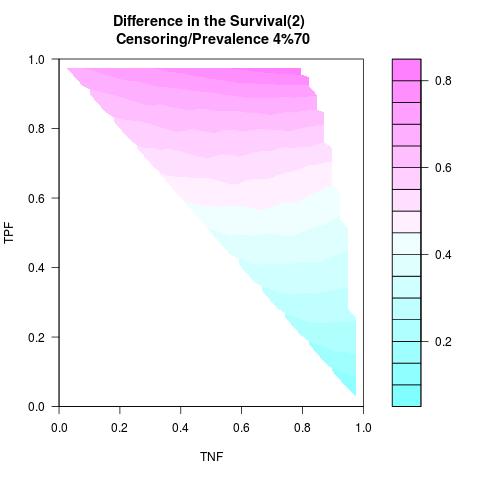 Difference in the Survival(2)
Censoring/Prevalence 4%70
1.0
0.8
0.6
0.4
0.2
0.0
TPF
0.0 0.2 0.4 0.6 0.8 1.0
TNF
0.8
0.6
0.4
0.2